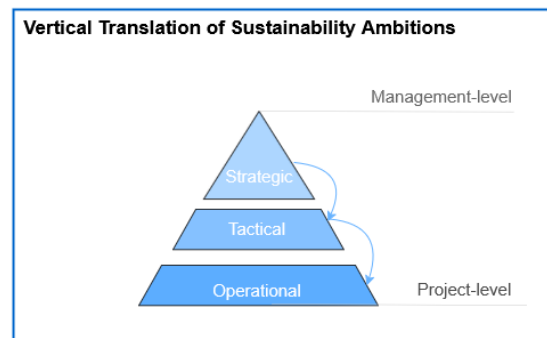 Vertical Translation of Sustainability Ambitions
Management-level
Strategic
Tactical
Operational
Project-level